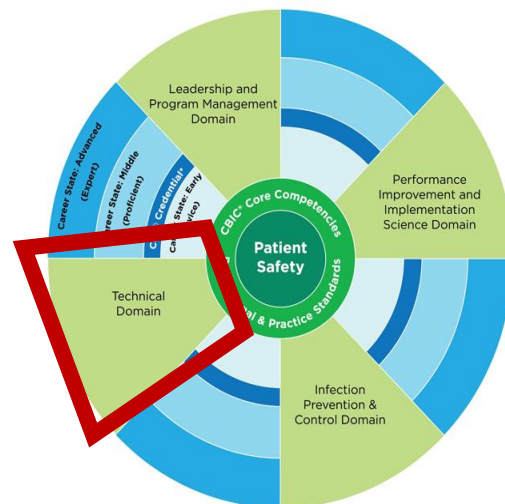 Leadership and
Program Management
Domain
Career State: Advanced
(Expert)
Career State: Middle
(Proficient)
Credential*
State: Early
CBIC® Core Competencies
Performance
Improvement and
Implementation
Science Domain
Patient
Safety
Technical
Domain
& Practice Standards
Infection
Prevention &
Control Domain